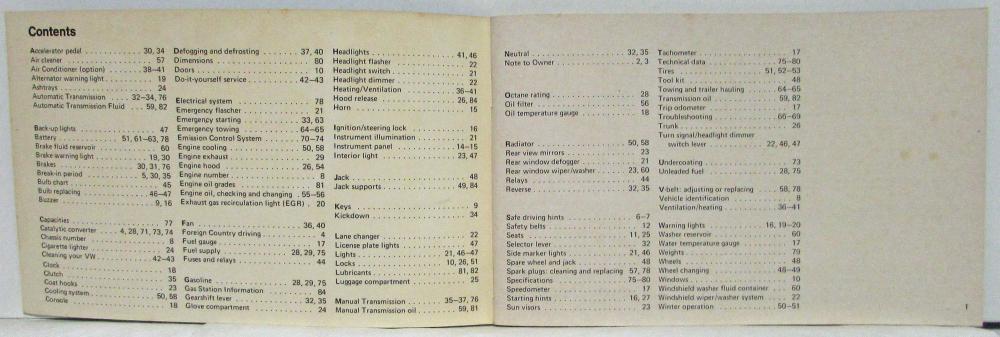 Contents
Accelerator pedal . . . . . . . . . . . . 30, 34
Air cleaner . . . . . . . . . . . . 57
Air Conditioner (option) . . . . . . . 38–41
Alternator warning light . . . . . . . . . . . 19
Ashtrays . . . . . . . . . . . . 24
Automatic Transmission . . . . . . 32–34, 76
Automatic Transmission Fluid . . . 59, 82
Back-up lights . . . . . . . . . . . . 47
Battery . . . . . . . . . . . . 51, 61–63, 78
Brake fluid reservoir . . . . . . . . . . . . 60
Brake warning light . . . . . . . . . . . . 19, 30
Brakes . . . . . . . . . . . . 30, 31, 76
Break-in period . . . . . . . . . . . . 5, 30, 35
Bulb chart . . . . . . . . . . . . 45
Bulb replacing . . . . . . . . . . . . 46–47
Buzzer . . . . . . . . . . . . 9, 16
Capacities . . . . . . . . . . . . 77
Catalytic converter . . . . 4, 28, 71, 73, 74
Chassis number . . . . . . . . . . . . 8
Cigarette lighter . . . . . . . . . . . . 24
Cleaning your VW . . . . . . . . . . . . 42–43
Clock . . . . . . . . . . . . 18
Clutch . . . . . . . . . . . . 35
Coat hooks . . . . . . . . . . . . 23
Cooling system . . . . . . . . . . . . 50, 58
Console . . . . . . . . . . . . 18
Defogging and defrosting . . . . . . . . 37, 40
Dimensions . . . . . . . . . . . . 80
Doors . . . . . . . . . . . . 10
Do-it-yourself service . . . . . . . . . . 42–43
Electrical system . . . . . . . . . . . . 78
Emergency flascher . . . . . . . . . . . . 21
Emergency starting . . . . . . . . . . . . 33, 63
Emergency towing . . . . . . . . . . . . 64–65
Emission Control System . . . . . . . . 70–74
Engine cooling . . . . . . . . . . . . 50, 58
Engine exhaust . . . . . . . . . . . . 29
Engine hood . . . . . . . . . . . . 26, 54
Engine number . . . . . . . . . . . . 8
Engine oil grades . . . . . . . . . . . . 81
Engine oil, checking and changing . . 55–56
Exhaust gas recirculation light (EGR) . . 20
Fan . . . . . . . . . . . . 36, 40
Foreign Country driving . . . . . . . . . . . . 4
Fuel gauge . . . . . . . . . . . . 17
Fuel supply . . . . . . . . . . . . 28, 29, 75
Fuses and relays . . . . . . . . . . . . 44
Gasoline . . . . . . . . . . . . 28, 29, 75
Gas Station Information . . . . . . . . . . . . 84
Gearshift lever . . . . . . . . . . . . 32, 35
Glove compartment . . . . . . . . . . . . 24
Headlights . . . . . . . . . . . . 41, 46
Headlight flasher . . . . . . . . . . . . 22
Headlight switch . . . . . . . . . . . . 21
Headlight dimmer . . . . . . . . . . . . 22
Heating/Ventilation . . . . . . . . . . . . 36–41
Hood release . . . . . . . . . . . . 26, 84
Horn . . . . . . . . . . . . 15
Ignition/steering lock . . . . . . . . . . . . 16
Instrument illumination . . . . . . . . . . . . 21
Instrument panel . . . . . . . . . . . . 14–15
Interior light . . . . . . . . . . . . 23, 47
Jack . . . . . . . . . . . . 48
Jack supports . . . . . . . . . . . . 49, 84
Keys . . . . . . . . . . . . 9
Kickdown . . . . . . . . . . . . 34
Lane changer . . . . . . . . . . . . 22
License plate lights . . . . . . . . . . . . 47
Lights . . . . . . . . . . . . 21, 46–47
Locks . . . . . . . . . . . . 10, 26, 51
Lubricants . . . . . . . . . . . . 81, 82
Luggage compartment . . . . . . . . . . . . 25
Manual Transmission . . . . . . . . 35–37, 76
Manual Transmission oil . . . . . . . . 59, 81
Neutral . . . . . . . . . . . . 32, 35
Note to Owner . . . . . . . . . . . . 2, 3
Octane rating . . . . . . . . . . . . 28
Oil filter . . . . . . . . . . . . 56
Oil temperature gauge . . . . . . . . . . . . 18
Radiator . . . . . . . . . . . . 50, 58
Rear view mirrors . . . . . . . . . . . . 23
Rear window defogger . . . . . . . . . . . . 21
Rear window wiper/washer . . . . . . . 23, 60
Relays . . . . . . . . . . . . 44
Reverse . . . . . . . . . . . . 32, 35
Safe driving hints . . . . . . . . . . . . 6–7
Safety belts . . . . . . . . . . . . 12
Seats . . . . . . . . . . . . 11, 25
Selector lever . . . . . . . . . . . . 32
Side marker lights . . . . . . . . . . . . 21, 46
Spare wheel and jack . . . . . . . . . . . . 48
Spark plugs: cleaning and replacing . . 57, 78
Specifications . . . . . . . . . . . . 75–80
Speedometer . . . . . . . . . . . . 17
Starting hints . . . . . . . . . . . . 16, 27
Sun visors . . . . . . . . . . . . 23
Tachometer . . . . . . . . . . . . 17
Technical data . . . . . . . . . . . . 75–80
Tires . . . . . . . . . . . . 51, 52–53
Tool kit . . . . . . . . . . . . 48
Towing and trailer hauling . . . . . . . 64–65
Transmission oil . . . . . . . . . . . . 59, 82
Trip odometer . . . . . . . . . . . . 17
Troubleshooting . . . . . . . . . . . . 66–69
Trunk . . . . . . . . . . . . 26
Turn signal/headlight dimmer
switch lever . . . . . . . . . . . . 22, 46, 47
Undercoating . . . . . . . . . . . . 73
Unleaded fuel . . . . . . . . . . . . 28, 75
V-belt: adjusting or replacing . . . . . . 58, 78
Vehicle identification . . . . . . . . . . . . 8
Ventilation/heating . . . . . . . . . . . . 36–41
Warning lights . . . . . . . . . . . . 16, 19–20
Washer reservoir . . . . . . . . . . . . 60
Water temperature gauge . . . . . . . . . . . . 17
Weights . . . . . . . . . . . . 79
Wheels . . . . . . . . . . . . 48
Wheel changing . . . . . . . . . . . . 48–49
Windows . . . . . . . . . . . . 10
Windshield washer fluid container . . . . 60
Windshield wiper/washer system . . . . . 22
Winter operation . . . . . . . . . . . . 50–51
1